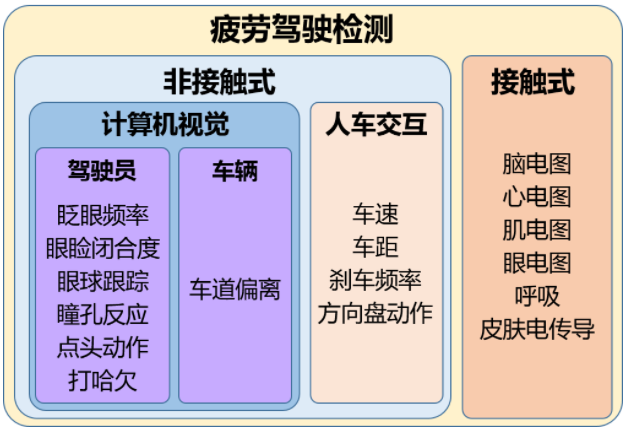 疲劳驾驶检测
非接触式
接触式
计算机视觉
人车交互
驾驶员
车辆
眨眼频率
眼睑闭合度
眼球跟踪
瞳孔反应
点头动作
打哈欠
车道偏离
车速
车距
刹车频率
方向盘动作
脑电图
心电图
肌电图
眼电图
呼吸
皮肤电传导